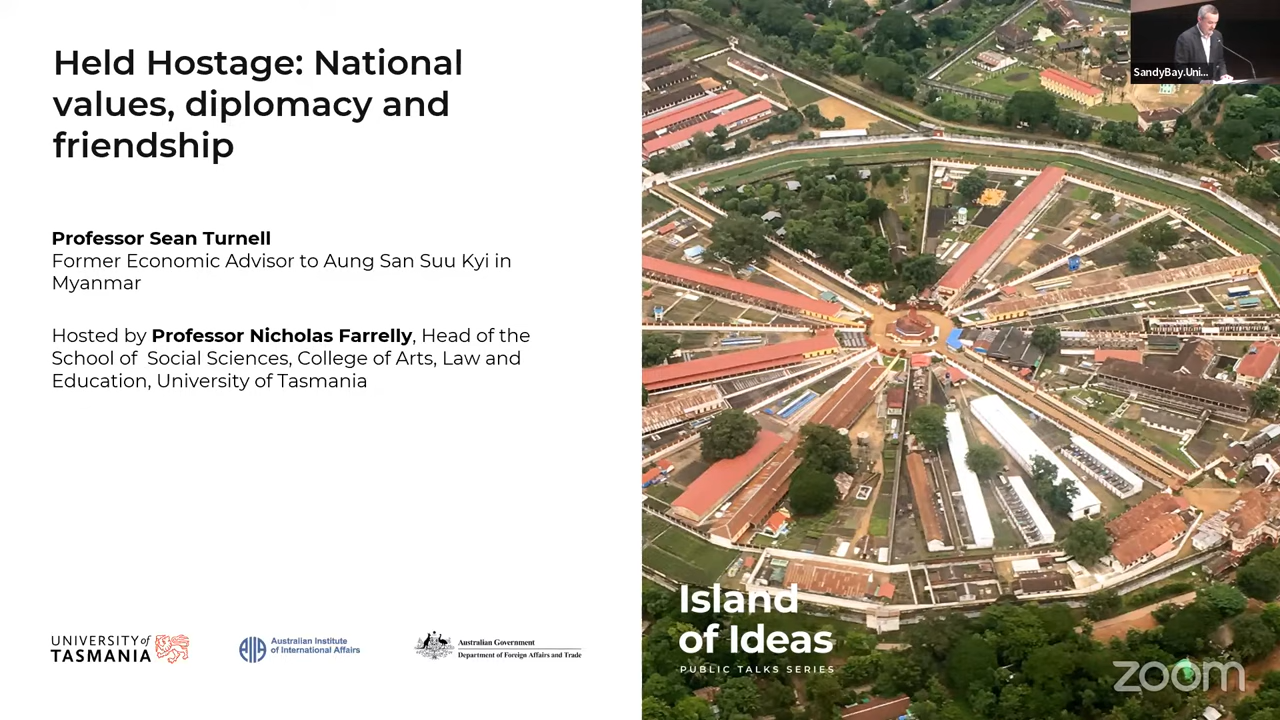 Held Hostage: National
values, diplomacy and
friendship
Professor Sean Turnell
Former Economic Advisor to Aung San Suu Kyi in
Myanmar
Hosted by Professor Nicholas Farrelly, Head of the
School of  Social Sciences, College of Arts, Law and
Education, University of Tasmania
UNIVERSITY of
TASMANIA
Australian Institute
of International Affairs
Australian Government
Department of Foreign Affairs and Trade
SandyBay.Uni...
Island
of Ideas
PUBLIC TALKS SERIES
zoom